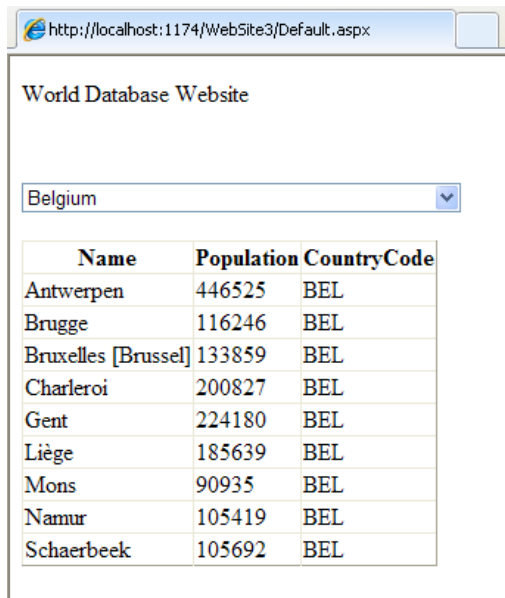 http://localhost:1174/WebSite3/Default.aspx
World Database Website
Belgium
Name Population CountryCode
Antwerpen 446525 BEL
Brugge 116246 BEL
Bruxelles [Brussel] 133859 BEL
Charleroi 200827 BEL
Gent 224180 BEL
Liège 185639 BEL
Mons 90935 BEL
Namur 105419 BEL
Schaerbeek 105692 BEL